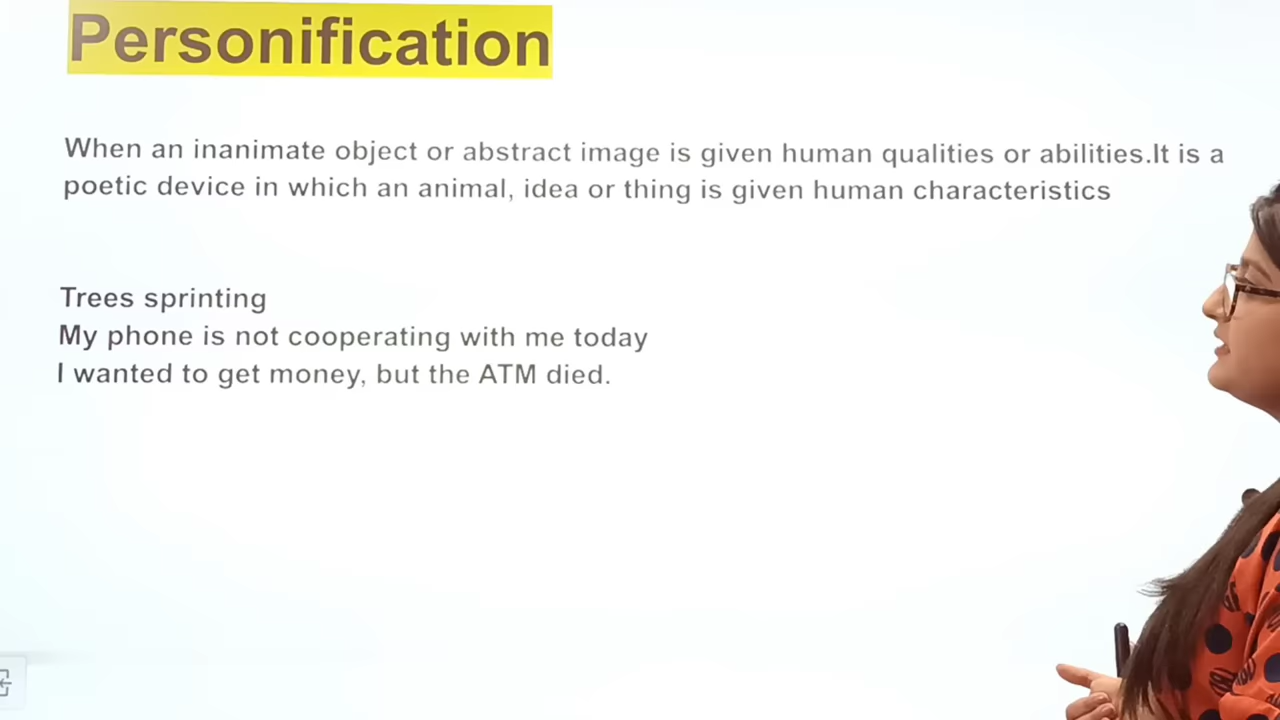 Personification
When an inanimate object or abstract image is given human qualities or abilities.It is a
poetic device in which an animal, idea or thing is given human characteristics
Trees sprinting
My phone is not cooperating with me today
I wanted to get money, but the ATM died.